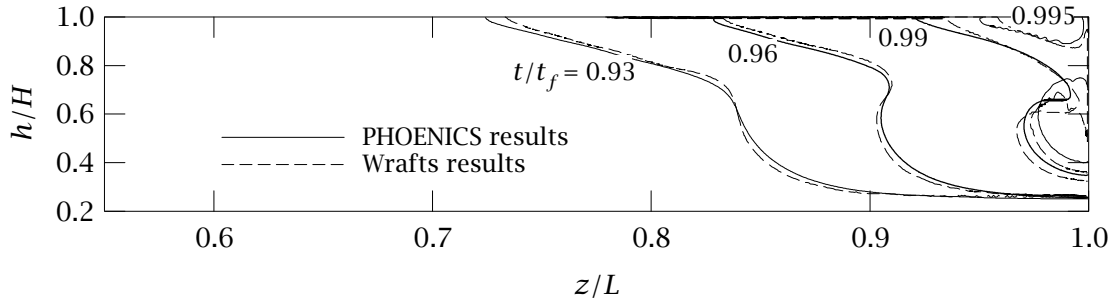 1.0
0.8
0.6
0.4
0.2
h/H
0.995
0.99
0.96
t/t_f = 0.93
PHOENICS results
Wrafts results
0.6 0.7 0.8 0.9 1.0
z/L